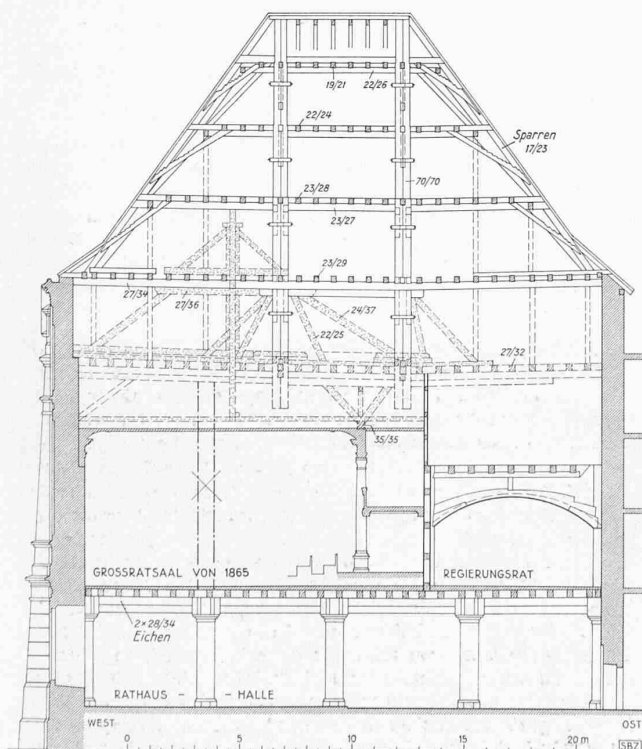 19/21
22/26
22/24
Sparren
17/23
70/70
23/28
23/27
23/29
27/34
27/36
24/37
22/25
27/32
35/35
GROSSRATSAAL VON 1865
REGIERUNGSRAT
2×28/34
Eichen
RATHAUS - - HALLE
WEST
OST
0 5 10 15 20 m
SBZ